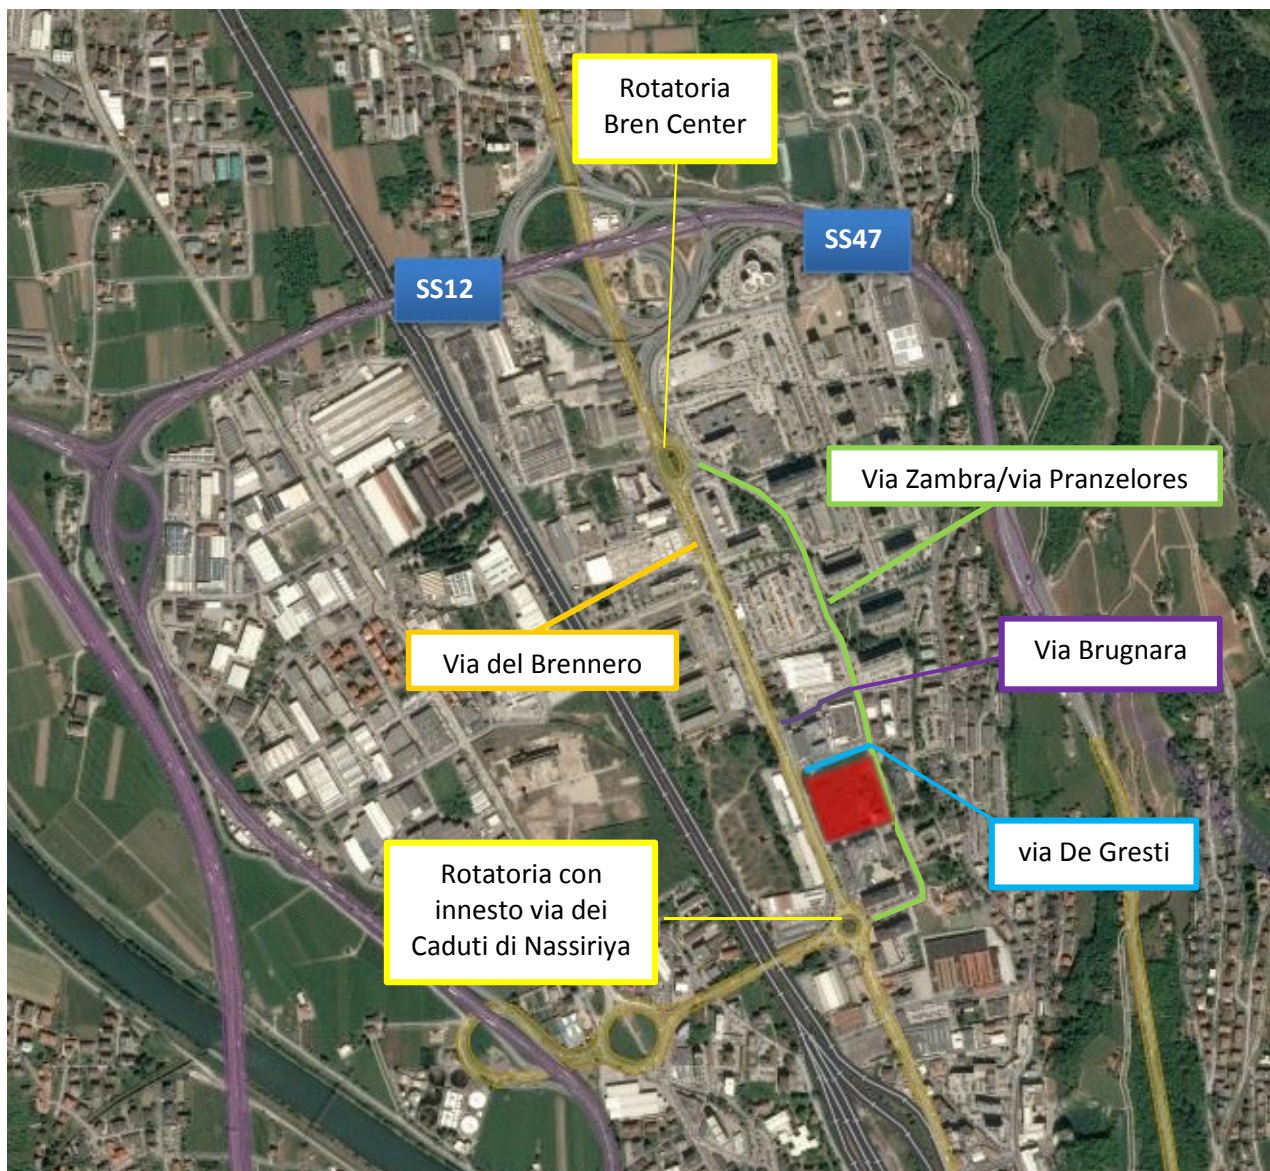 Rotatoria
Bren Center
SS47
SS12
Via Zambra/via Pranzelores
Via del Brennero
Via Brugnara
via De Gresti
Rotatoria con
innesto via dei
Caduti di Nassiriya